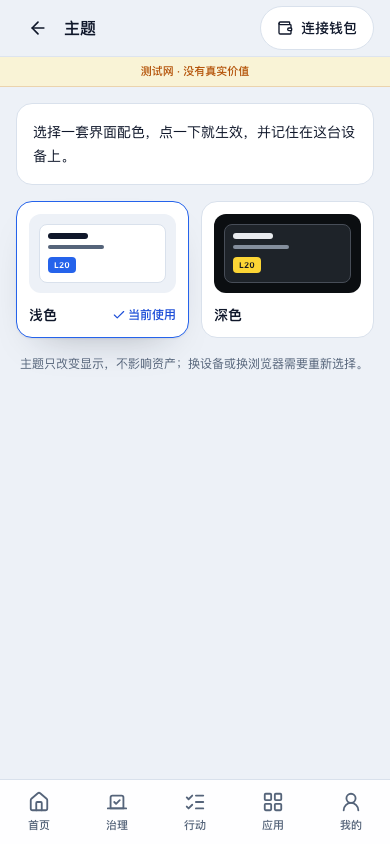 主题
连接钱包
测试网 · 没有真实价值
选择一套界面配色，点一下就生效，并记住在这台设
备上。
L20
L20
浅色
当前使用
深色
主题只改变显示，不影响资产；换设备或换浏览器需要重新选择。
首页
治理
行动
应用
我的